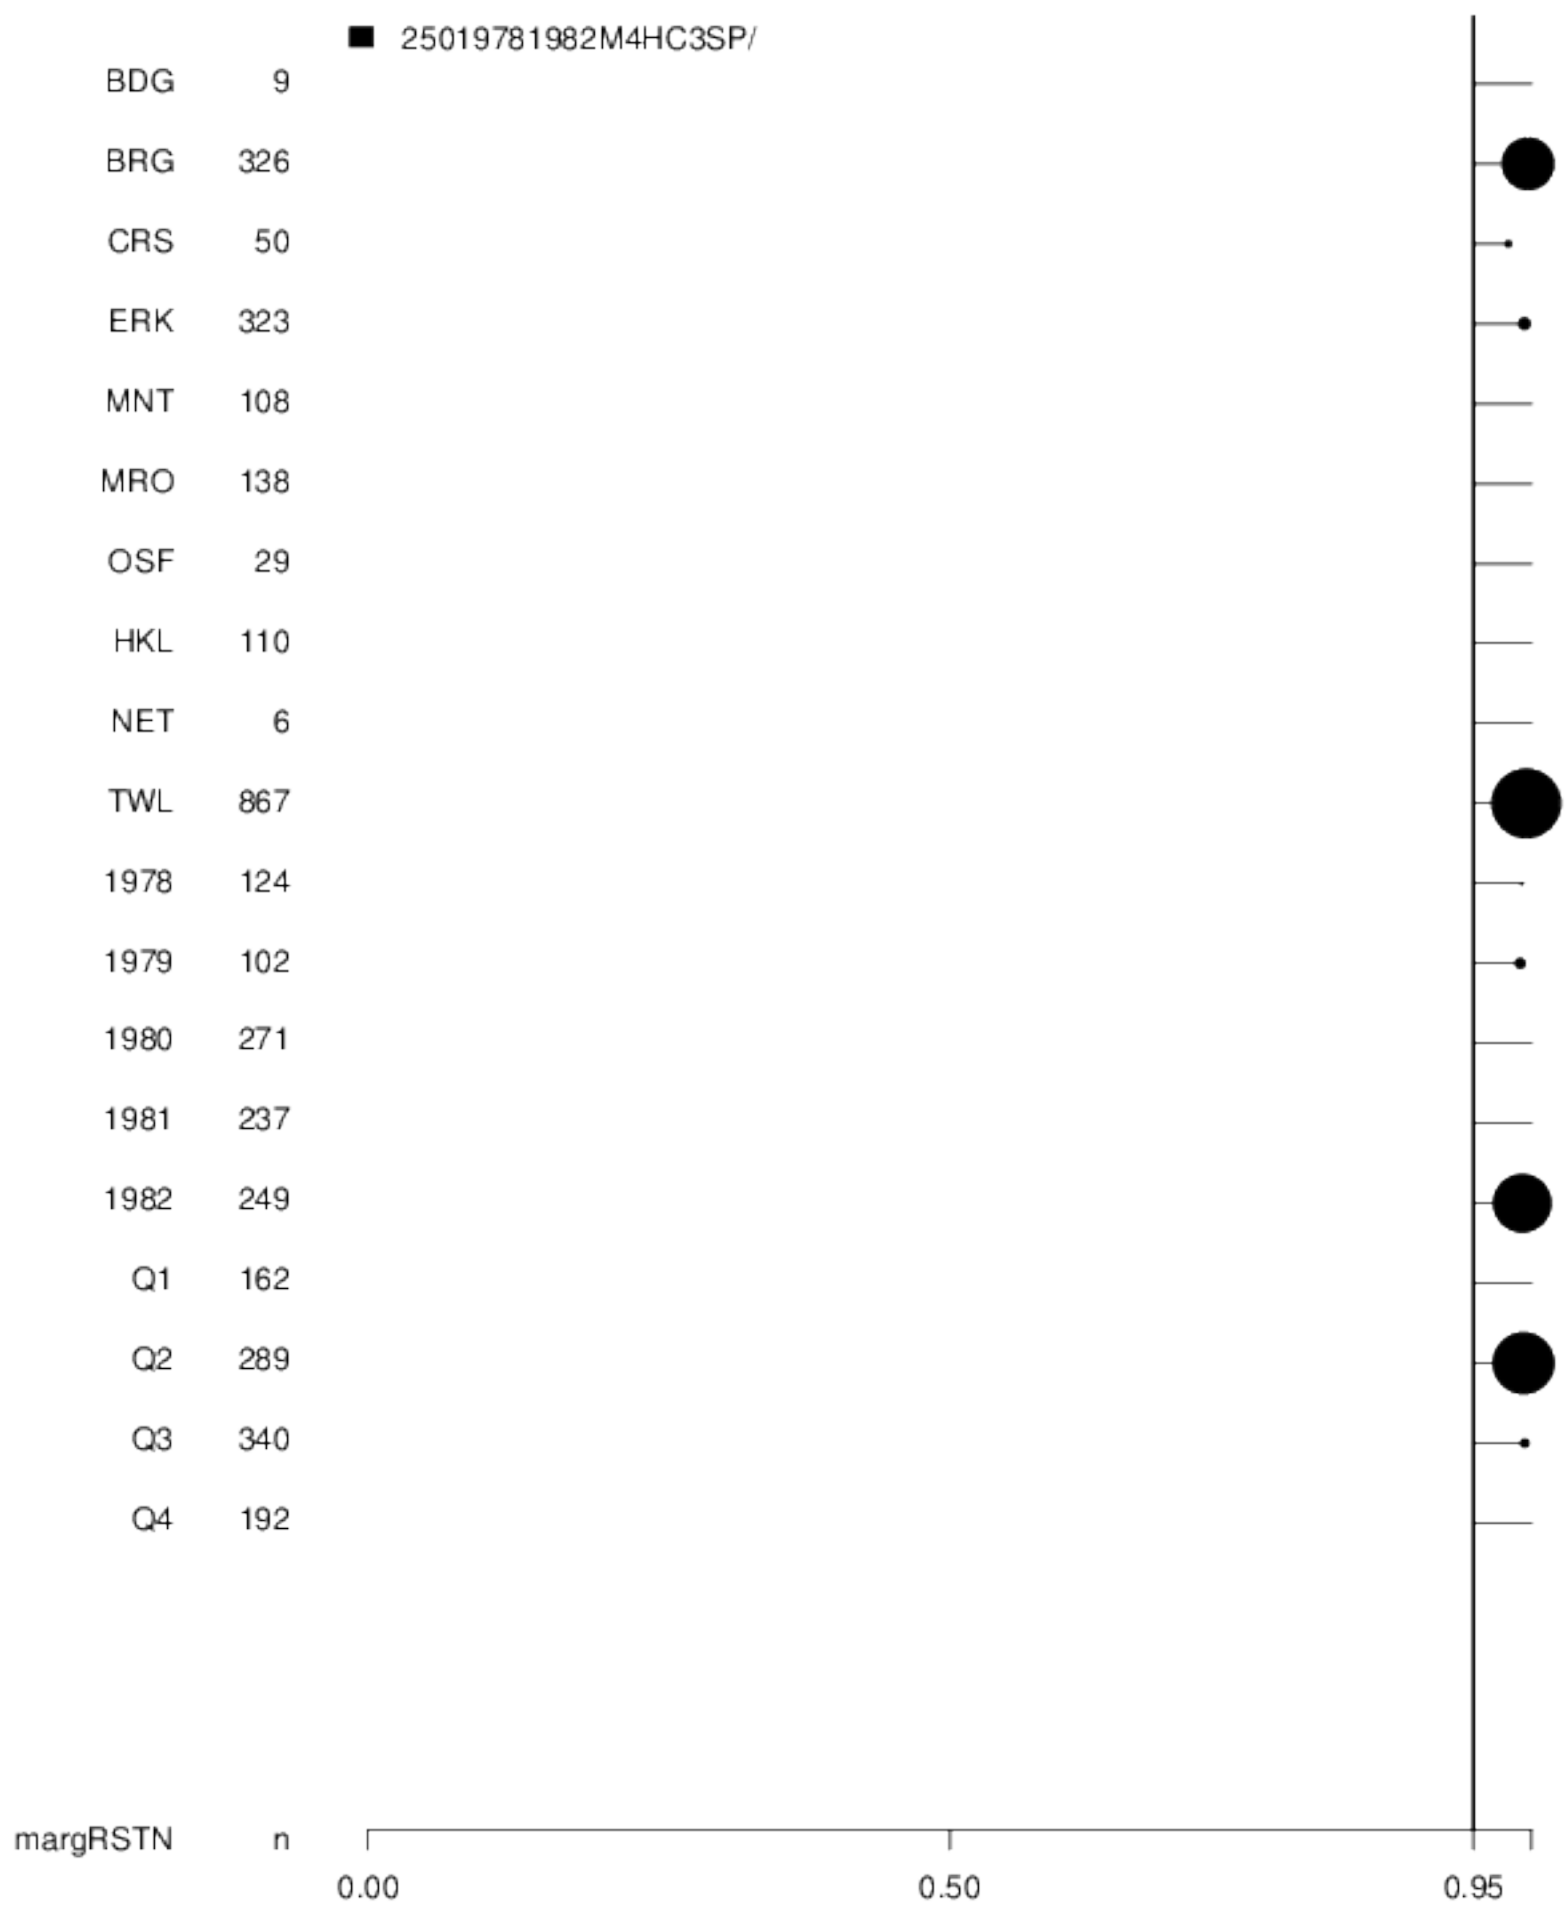 25019781982M4HC3SP/
BDG 9
BRG 326
CRS 50
ERK 323
MNT 108
MRO 138
OSF 29
HKL 110
NET 6
TWL 867
1978 124
1979 102
1980 271
1981 237
1982 249
Q1 162
Q2 289
Q3 340
Q4 192
margRSTN n
0.00 0.50 0.95